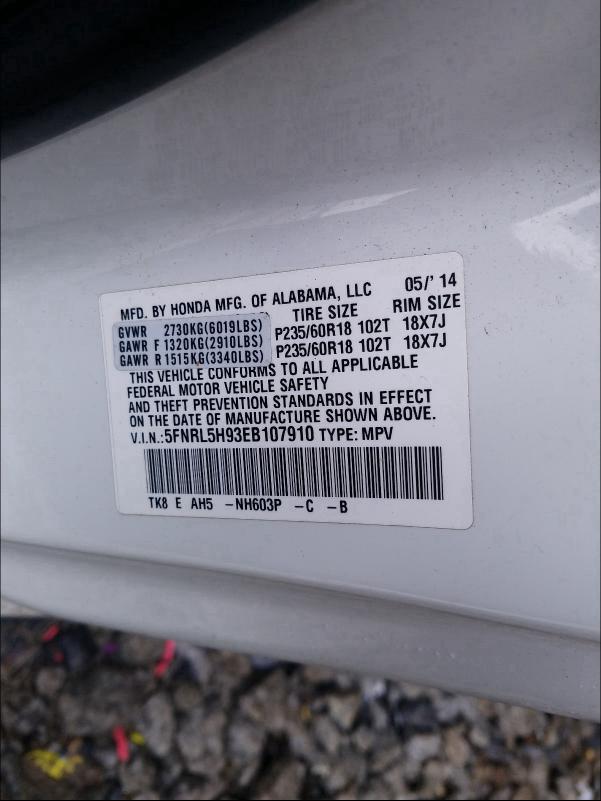 MFD. BY HONDA MFG. OF ALABAMA, LLC 05/' 14
TIRE SIZE RIM SIZE
GVWR 2730KG(6019LBS)
GAWR F 1320KG(2910LBS) P235/60R18 102T 18X7J
GAWR R 1515KG(3340LBS) P235/60R18 102T 18X7J
THIS VEHICLE CONFORMS TO ALL APPLICABLE
FEDERAL MOTOR VEHICLE SAFETY
AND THEFT PREVENTION STANDARDS IN EFFECT
ON THE DATE OF MANUFACTURE SHOWN ABOVE.
V.I.N.:5FNRL5H93EB107910 TYPE: MPV
TK8 E AH5 -NH603P -C -B